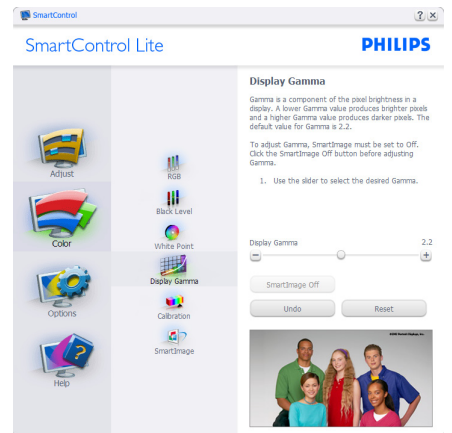 SmartControl
SmartControl Lite
PHILIPS
Adjust
Color
Options
Help
RGB
Black Level
White Point
Display Gamma
Calibration
SmartImage
Display Gamma
Gamma is a component of the pixel brightness in a
display. A lower Gamma value produces brighter pixels
and a higher Gamma value produces darker pixels. The
default value for Gamma is 2.2.
To adjust Gamma, SmartImage must be set to Off.
Click the SmartImage Off button before adjusting
Gamma.
1. Use the slider to select the desired Gamma.
Display Gamma 2.2
SmartImage Off
Undo Reset